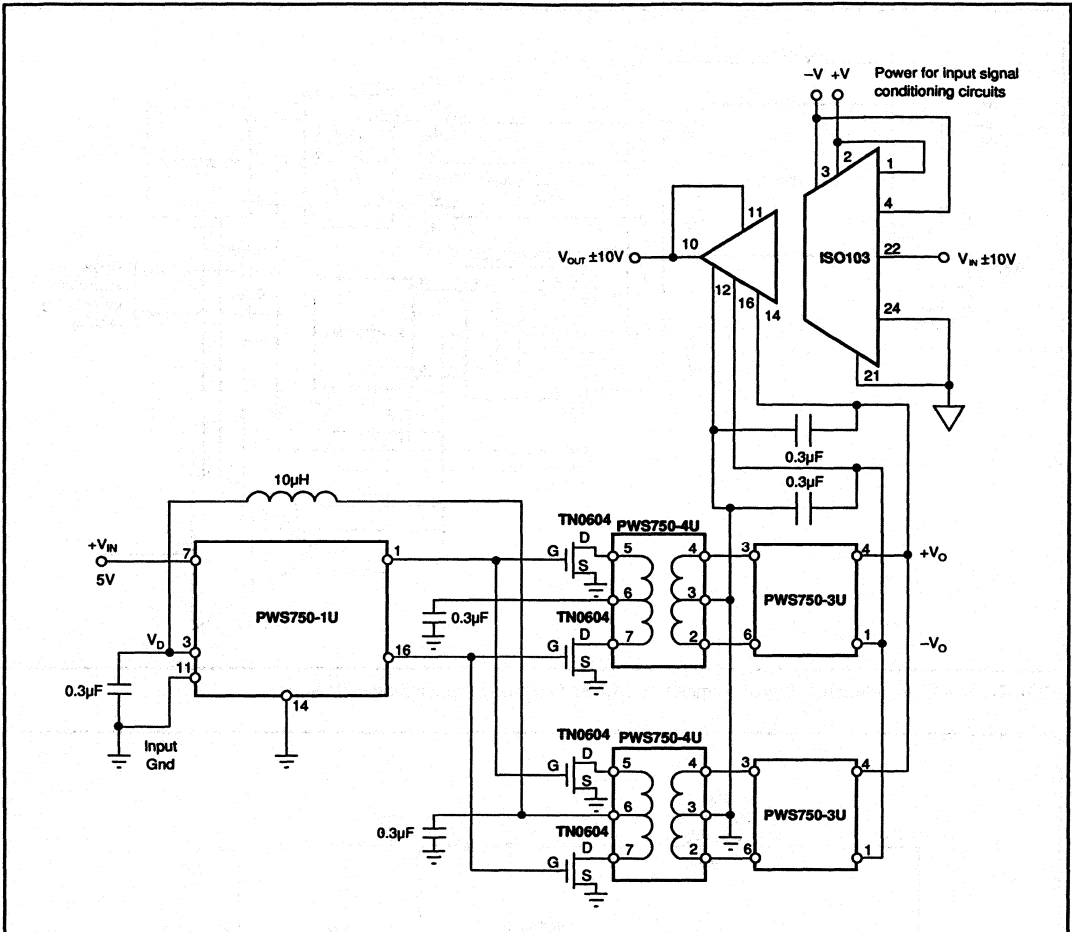 –V +V Power for input signal
conditioning circuits
3 2 1
4
11
V_OUT ±10V 10 ISO103 22 V_IN ±10V
12 16 14
24
21
0.3µF
0.3µF
10µH
TN0604 PWS750-4U
+V_IN 7 1 G D S 5 4 3 4 +V_O
5V
PWS750-1U 6 3 PWS750-3U
0.3µF
TN0604
V_D 3 16 G D S 7 2 6 1 –V_O
11
0.3µF
14
Input
Gnd
TN0604 PWS750-4U
G D S 5 4 3 4
0.3µF 6 3 PWS750-3U
TN0604
G D S 7 2 6 1